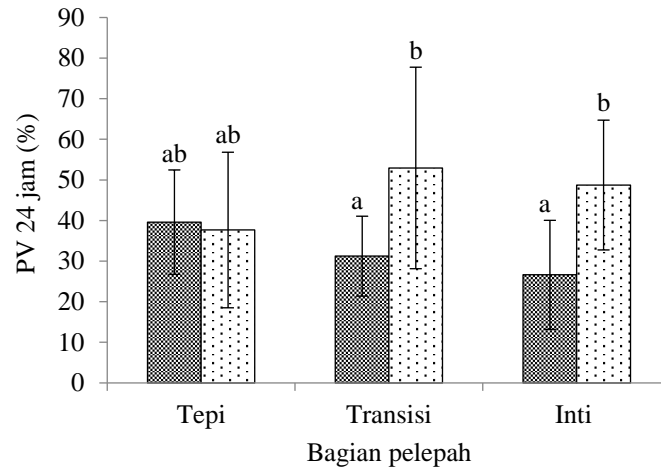 90
80
70
60
50
40
30
20
10
0
PV 24 jam (%)
ab
ab
a
b
a
b
Tepi
Transisi
Inti
Bagian pelepah